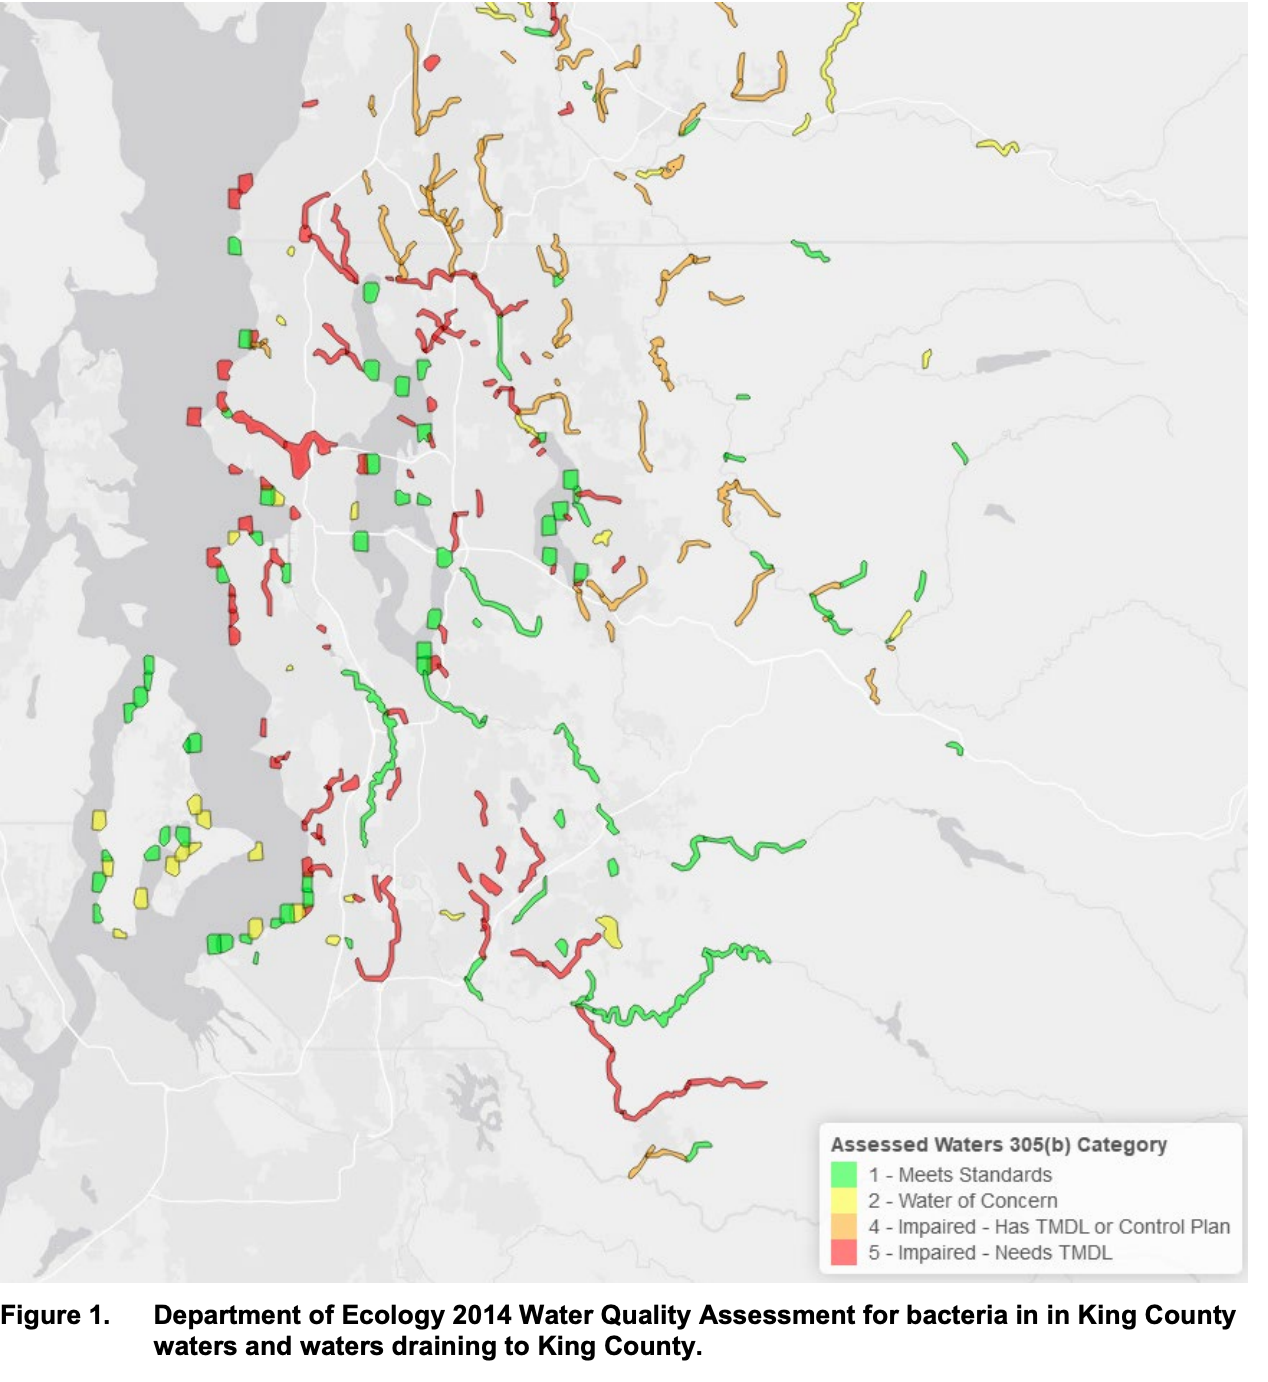 Assessed Waters 305(b) Category
1 - Meets Standards
2 - Water of Concern
4 - Impaired - Has TMDL or Control Plan
5 - Impaired - Needs TMDL
Figure 1. Department of Ecology 2014 Water Quality Assessment for bacteria in in King County
waters and waters draining to King County.